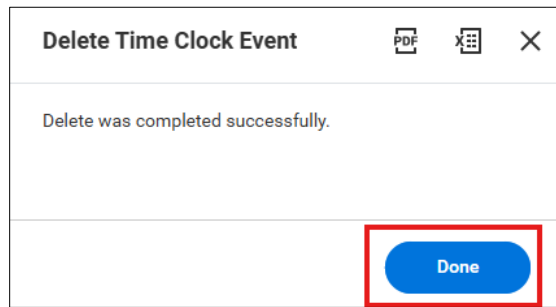 Delete Time Clock Event
PDF
X
Delete was completed successfully.
Done